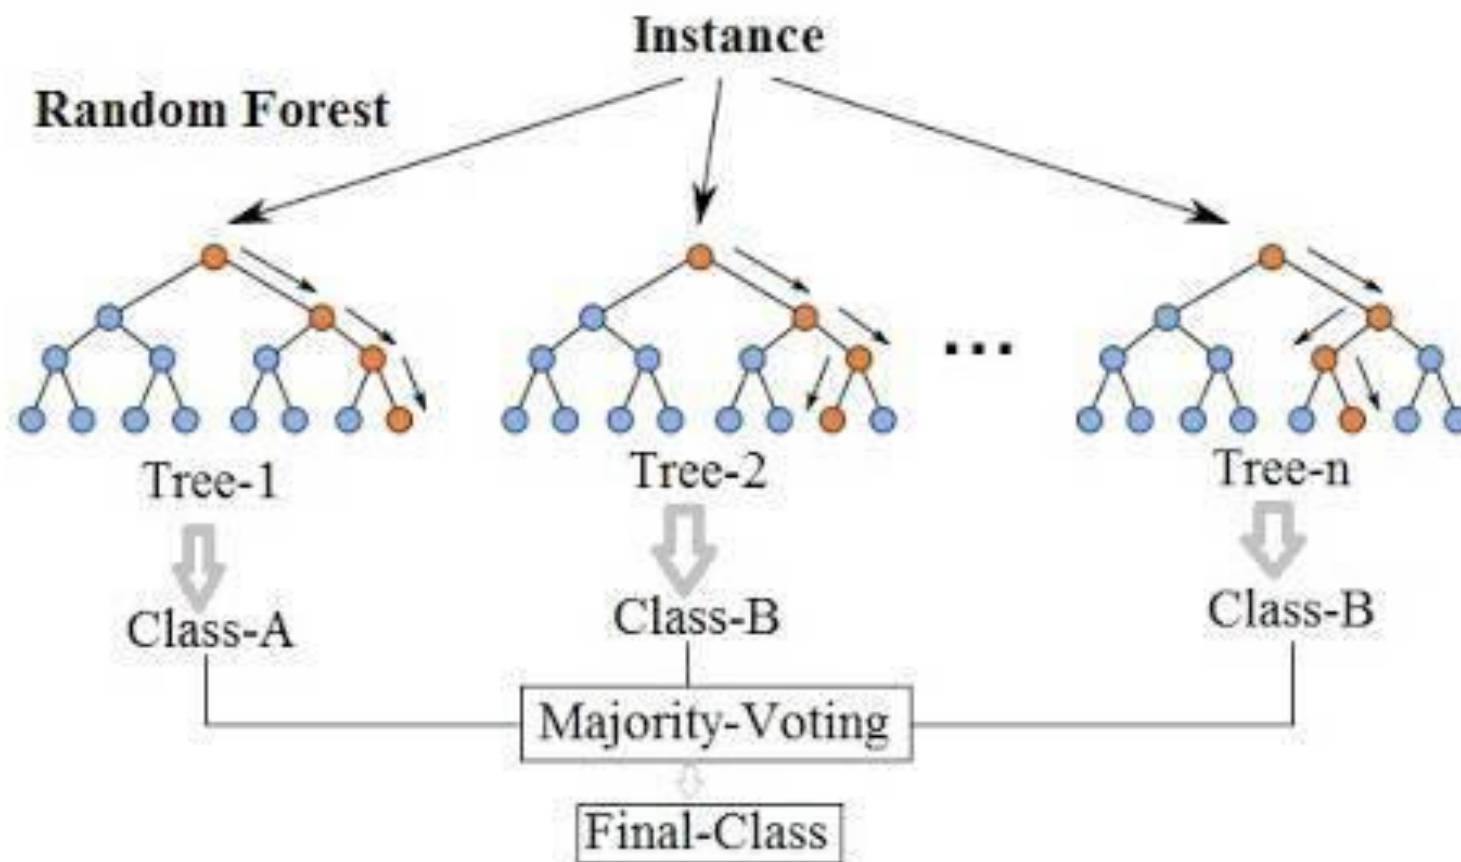 Instance
Random Forest
...
Tree-1
Tree-2
Tree-n
Class-A
Class-B
Class-B
Majority-Voting
Final-Class